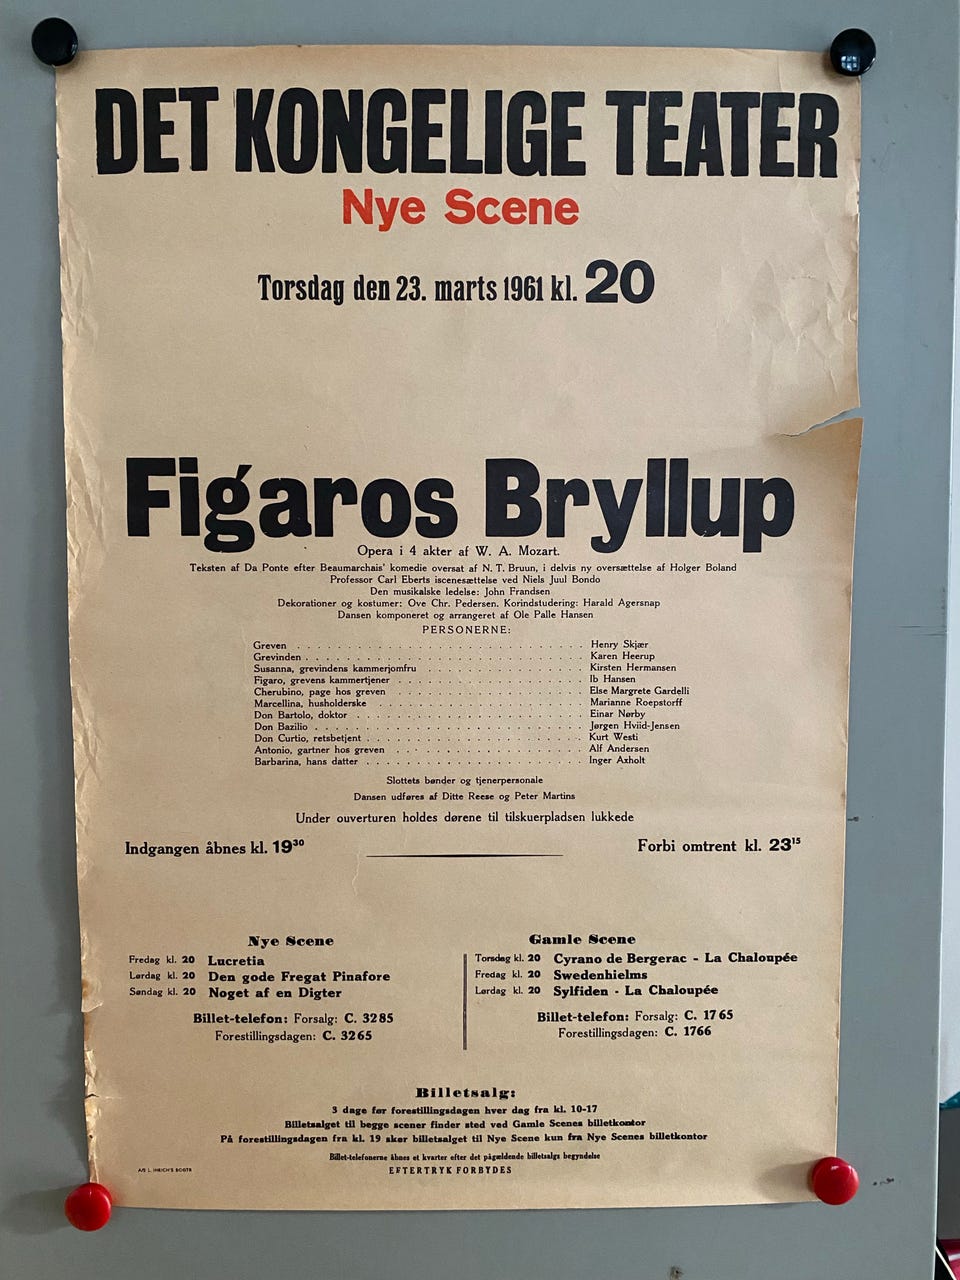 DET KONGELIGE TEATER
Nye Scene
Torsdag den 23. marts 1961 kl. 20
Figaros Bryllup
Opera i 4 akter af W. A. Mozart.
Teksten af Da Ponte efter Beaumarchais' komedie oversat af N. T. Bruun, i delvis ny oversættelse af Holger Boland
Professor Carl Eberts iscenesættelse ved Niels Juul Bondo
Den musikalske ledelse: John Frandsen
Dekorationer og kostumer: Ove Chr. Pedersen. Korindstudering: Harald Agersnap
Dansen komponeret og arrangeret af Ole Palle Hansen
PERSONERNE:
Greven . . . . . . . . . . Henry Skjær
Grevinden . . . . . . . . . . Karen Heerup
Susanna, grevindens kammerjomfru . . . . . . . . . . Kirsten Hermansen
Figaro, grevens kammertjener . . . . . . . . . . Ib Hansen
Cherubino, page hos greven . . . . . . . . . . Else Margrete Gardelli
Marcellina, husholderske . . . . . . . . . . Marianne Roepstorff
Don Bartolo, doktor . . . . . . . . . . Einar Nørby
Don Bazilio . . . . . . . . . . Jørgen Hviid-Jensen
Don Curtio, retsbetjent . . . . . . . . . . Kurt Westi
Antonio, gartner hos greven . . . . . . . . . . Alf Andersen
Barbarina, hans datter . . . . . . . . . . Inger Axholt
Slottets bønder og tjenerpersonale
Dansen udføres af Ditte Reese og Peter Martins
Under ouverturen holdes dørene til tilskuerpladsen lukkede
Indgangen åbnes kl. 19³⁰
Forbi omtrent kl. 23¹⁵
Nye Scene
Fredag kl. 20 Lucretia
Lørdag kl. 20 Den gode Fregat Pinafore
Søndag kl. 20 Noget af en Digter
Billet-telefon: Forsalg: C. 3285
Forestillingsdagen: C. 3265
Gamle Scene
Torsdag kl. 20 Cyrano de Bergerac - La Chaloupée
Fredag kl. 20 Swedenhielms
Lørdag kl. 20 Sylfiden - La Chaloupée
Billet-telefon: Forsalg: C. 1765
Forestillingsdagen: C. 1766
Billetsalg:
3 dage før forestillingsdagen hver dag fra kl. 10-17
Billetsalget til begge scener finder sted ved Gamle Scenes billetkontor
På forestillingsdagen fra kl. 19 sker billetsalget til Nye Scene kun fra Nye Scenes billetkontor
Billet-telefonerne åbnes et kvarter efter det pågældende billetsalgs begyndelse
EFTERTRYK FORBYDES
A/S L. IHRICH'S BOGTR